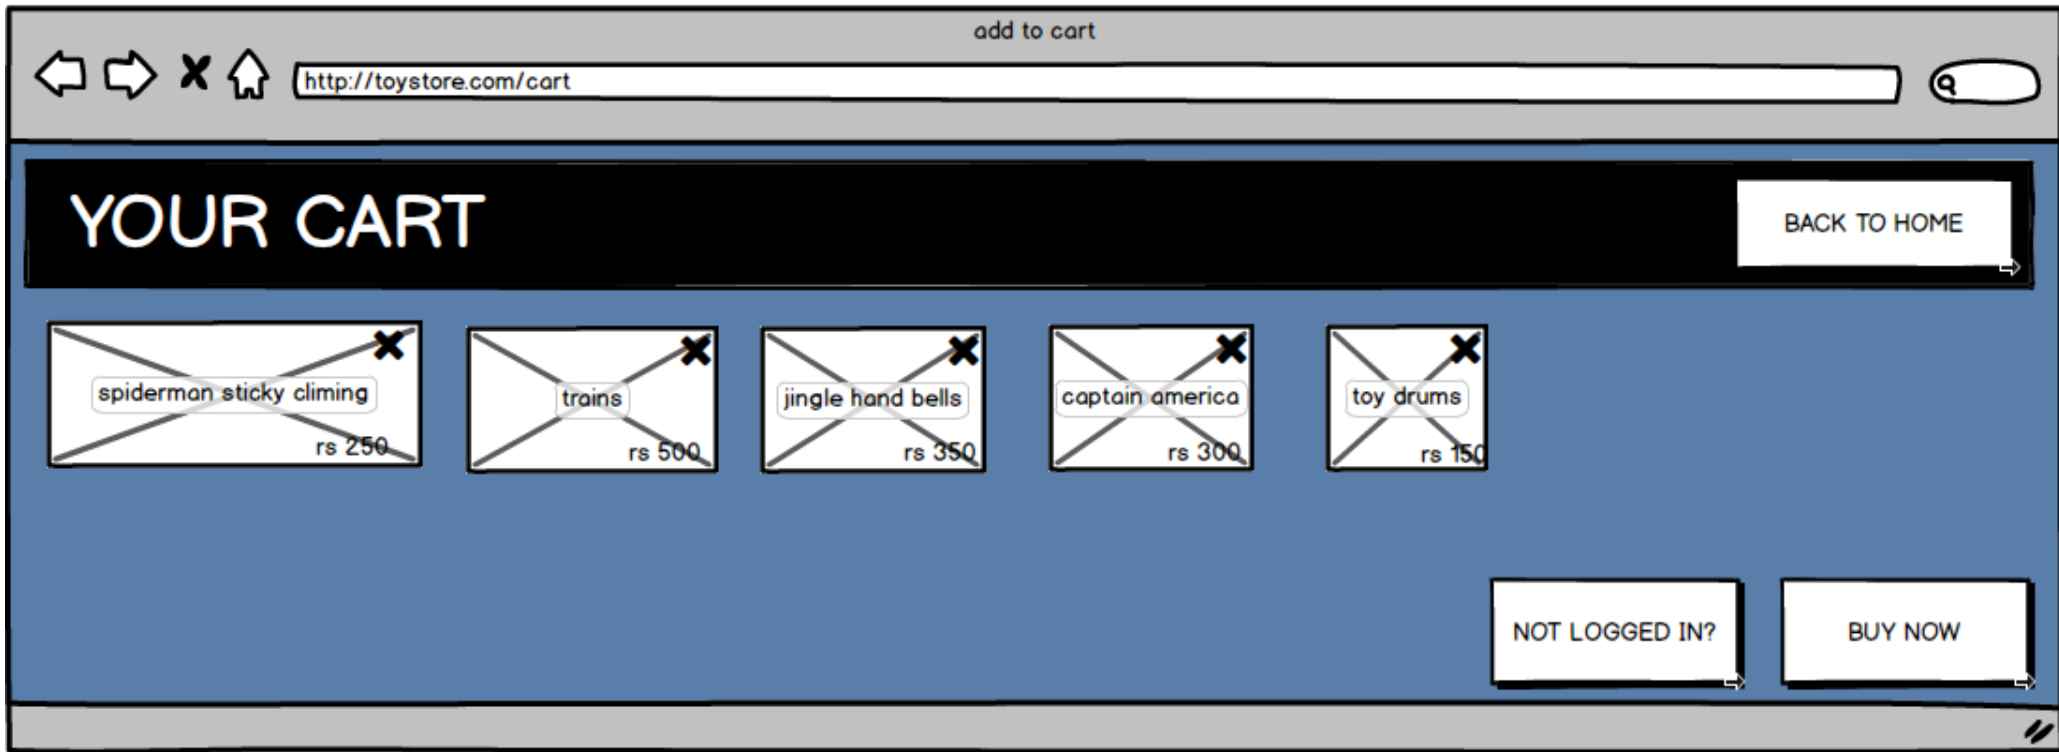 add to cart
http://toystore.com/cart
YOUR CART
BACK TO HOME
spiderman sticky climing
rs 250
trains
rs 500
jingle hand bells
rs 350
captain america
rs 300
toy drums
rs 150
NOT LOGGED IN?
BUY NOW